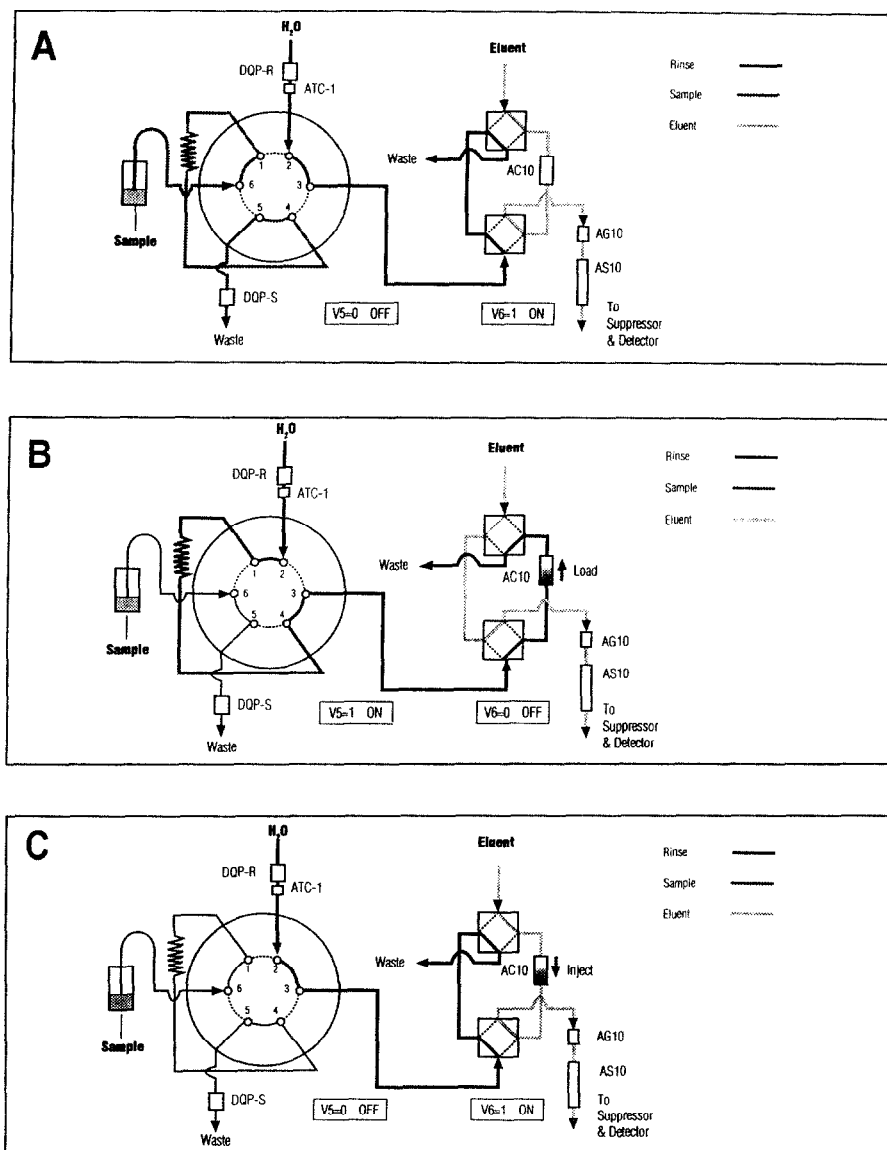 A
H2O
DQP-R
ATC-1
1
2
3
4
5
6
Sample
DQP-S
Waste
V5=0 OFF
Eluent
Waste
AC10
V6=1 ON
AG10
AS10
To
Suppressor
& Detector
Rinse
Sample
Eluent
B
H2O
DQP-R
ATC-1
1
2
3
4
5
6
Sample
DQP-S
Waste
V5=1 ON
Eluent
Waste
AC10
Load
V6=0 OFF
AG10
AS10
To
Suppressor
& Detector
Rinse
Sample
Eluent
C
H2O
DQP-R
ATC-1
1
2
3
4
5
6
Sample
DQP-S
Waste
V5=0 OFF
Eluent
Waste
AC10
Inject
V6=1 ON
AG10
AS10
To
Suppressor
& Detector
Rinse
Sample
Eluent